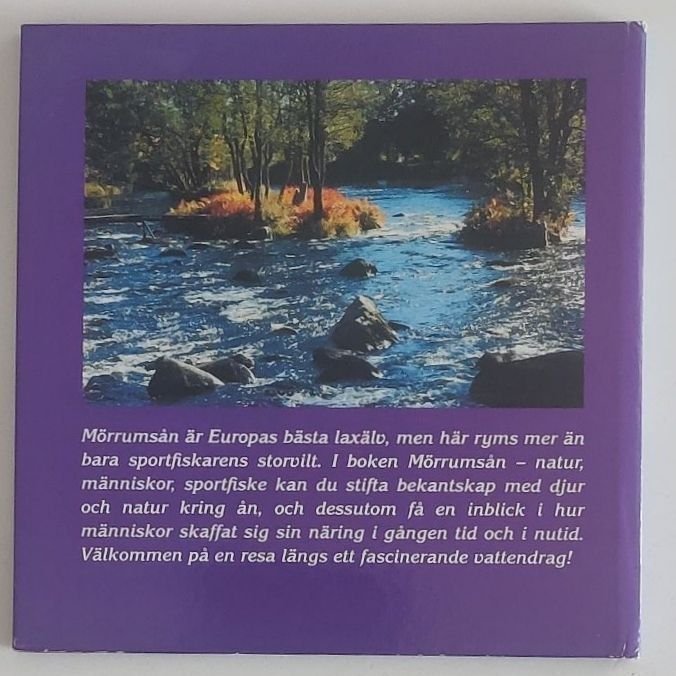 Mörrumsån är Europas bästa laxälv, men här ryms mer än
bara sportfiskarens storvilt. I boken Mörrumsån – natur,
människor, sportfiske kan du stifta bekantskap med djur
och natur kring ån, och dessutom få en inblick i hur
människor skaffat sig sin näring i gången tid och i nutid.
Välkommen på en resa längs ett fascinerande vattendrag!